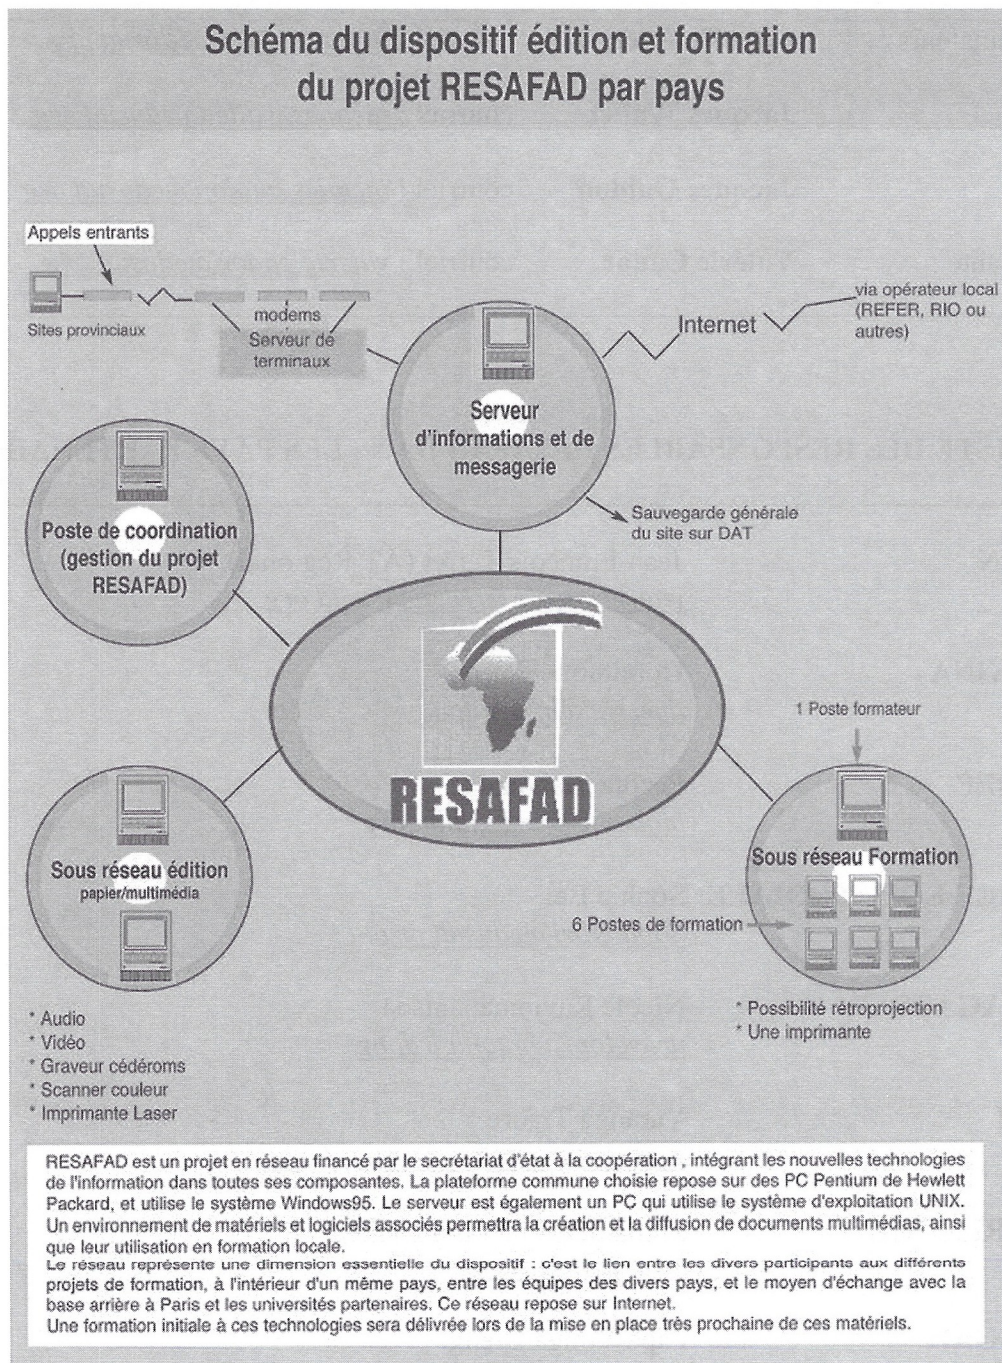 Schéma du dispositif édition et formation
du projet RESAFAD par pays
Appels entrants
Sites provinciaux
modems
Serveur de
terminaux
Internet
via opérateur local
(REFER, RIO ou
autres)
Serveur
d'informations et de
messagerie
Sauvegarde générale
du site sur DAT
Poste de coordination
(gestion du projet
RESAFAD)
RESAFAD
1 Poste formateur
Sous réseau édition
papier/multimédia
Sous réseau Formation
6 Postes de formation
* Audio
* Vidéo
* Graveur cédéroms
* Scanner couleur
* Imprimante Laser
* Possibilité rétroprojection
* Une imprimante
RESAFAD est un projet en réseau financé par le secrétariat d'état à la coopération , intégrant les nouvelles technologies
de l'information dans toutes ses composantes. La plateforme commune choisie repose sur des PC Pentium de Hewlett
Packard, et utilise le système Windows95. Le serveur est également un PC qui utilise le système d'exploitation UNIX.
Un environnement de matériels et logiciels associés permettra la création et la diffusion de documents multimédias, ainsi
que leur utilisation en formation locale.
Le réseau représente une dimension essentielle du dispositif : c'est le lien entre les divers participants aux différents
projets de formation, à l'intérieur d'un même pays, entre les équipes des divers pays, et le moyen d'échange avec la
base arrière à Paris et les universités partenaires. Ce réseau repose sur Internet.
Une formation initiale à ces technologies sera délivrée lors de la mise en place très prochaine de ces matériels.